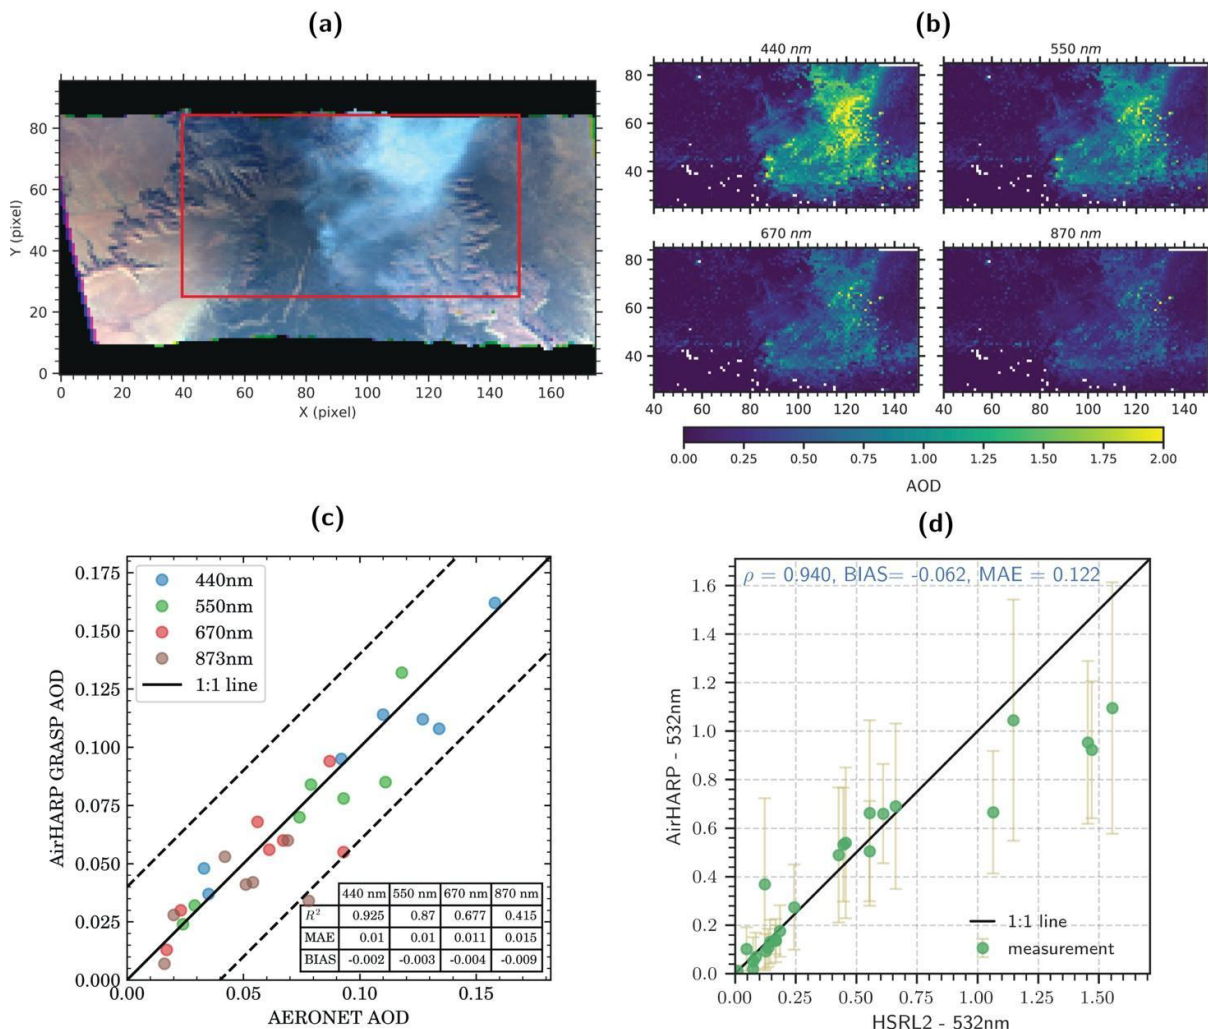 (a)
80
60
40
20
0
Y (pixel)
0 20 40 60 80 100 120 140 160
X (pixel)
(b)
440 nm 550 nm
80
60
40
670 nm 870 nm
80
60
40
40 60 80 100 120 140 40 60 80 100 120 140
0.00 0.25 0.50 0.75 1.00 1.25 1.50 1.75 2.00
AOD
(c)
AirHARP GRASP AOD
0.175
0.150
0.125
0.100
0.075
0.050
0.025
0.000
440nm
550nm
670nm
873nm
1:1 line
440 nm 550 nm 670 nm 870 nm
R² 0.925 0.87 0.677 0.415
MAE 0.01 0.01 0.011 0.015
BIAS -0.002 -0.003 -0.004 -0.009
0.00 0.05 0.10 0.15
AERONET AOD
(d)
ρ = 0.940, BIAS= -0.062, MAE = 0.122
AirHARP - 532nm
1.6
1.4
1.2
1.0
0.8
0.6
0.4
0.2
0.0
1:1 line
measurement
0.00 0.25 0.50 0.75 1.00 1.25 1.50
HSRL2 - 532nm